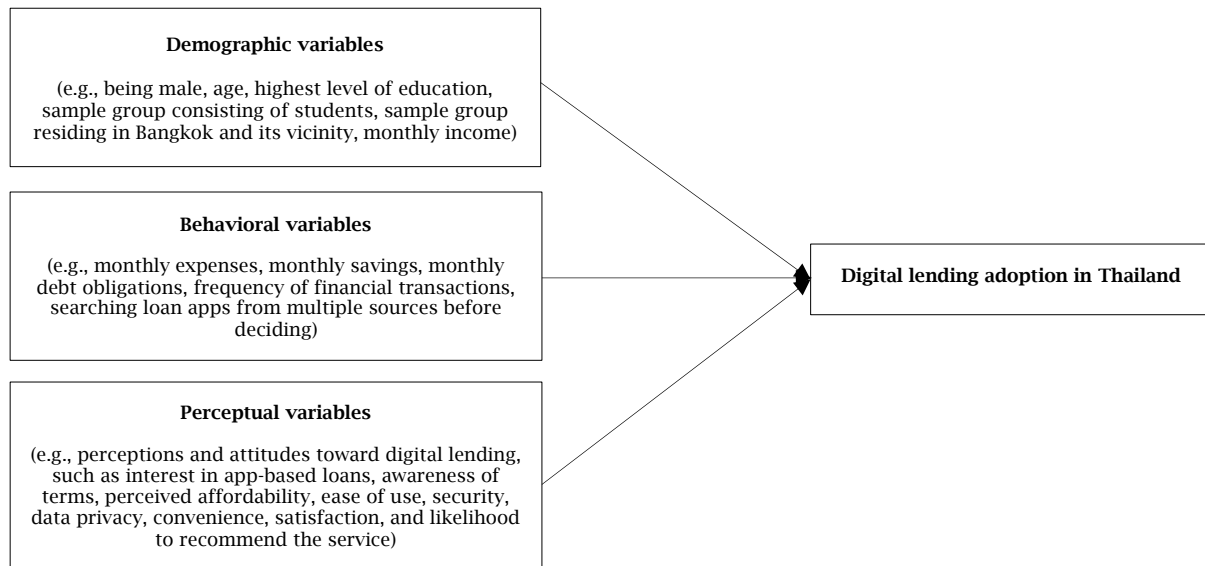 Demographic variables
(e.g., being male, age, highest level of education,
sample group consisting of students, sample group
residing in Bangkok and its vicinity, monthly income)
Behavioral variables
(e.g., monthly expenses, monthly savings, monthly
debt obligations, frequency of financial transactions,
searching loan apps from multiple sources before
deciding)
Digital lending adoption in Thailand
Perceptual variables
(e.g., perceptions and attitudes toward digital lending,
such as interest in app-based loans, awareness of
terms, perceived affordability, ease of use, security,
data privacy, convenience, satisfaction, and likelihood
to recommend the service)